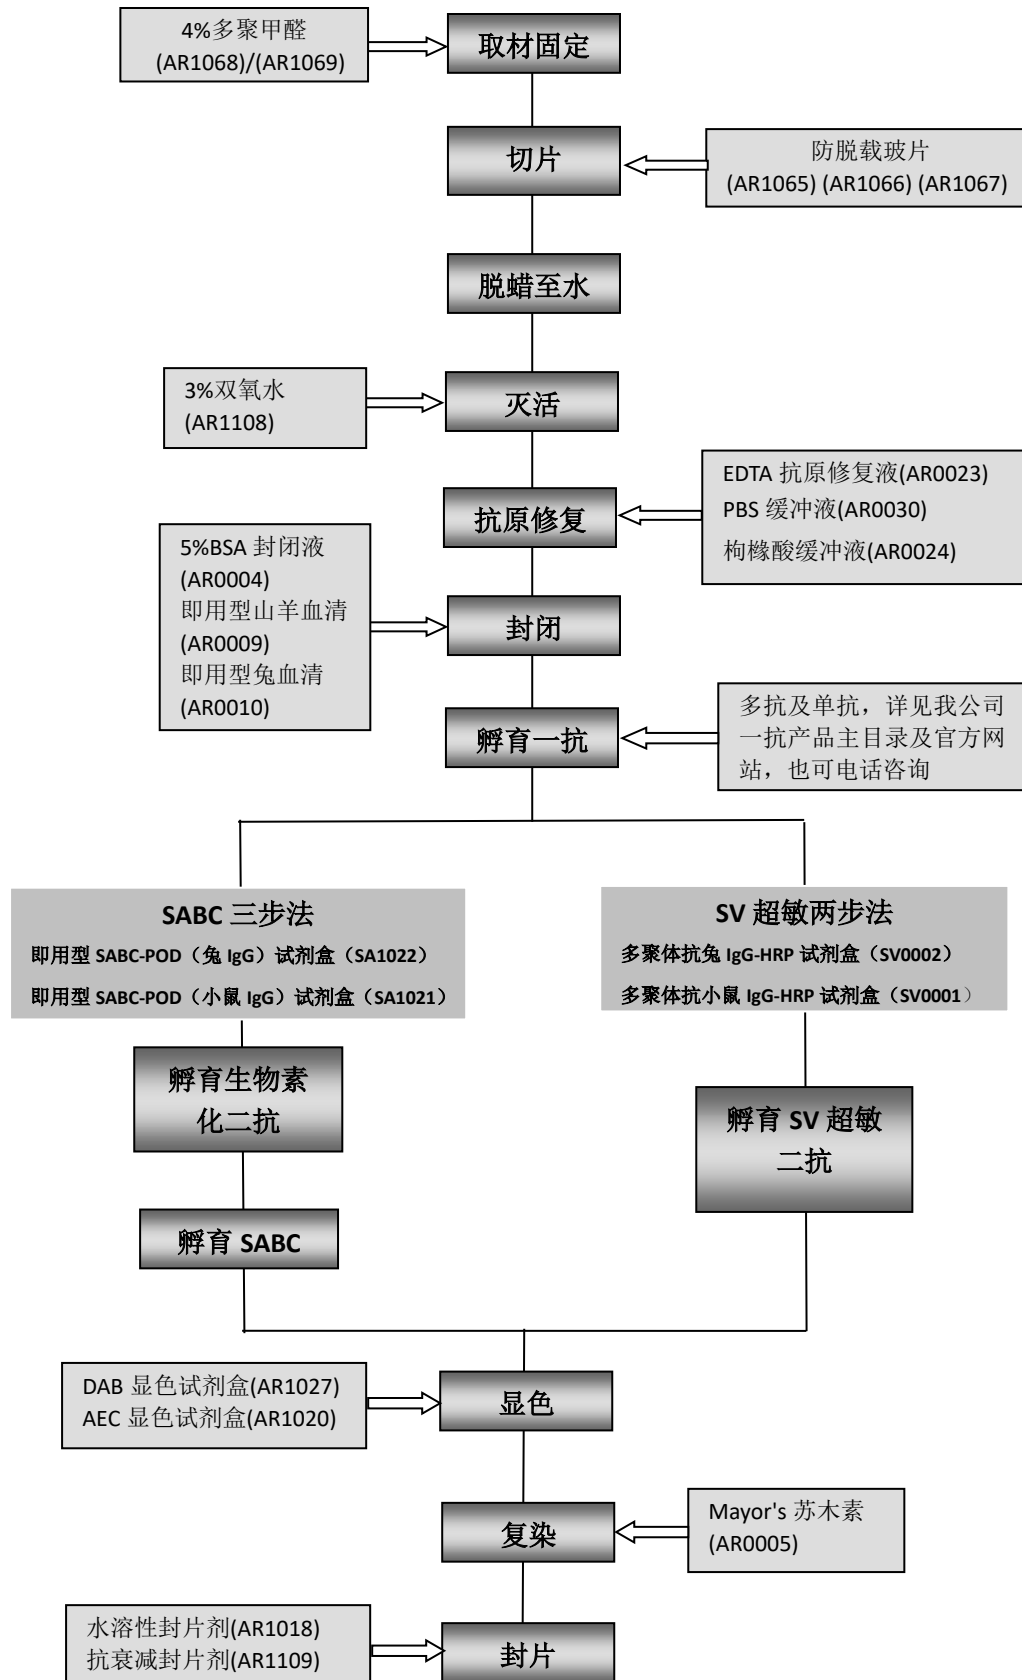 4%多聚甲醛
(AR1068)/(AR1069)
取材固定
切片
防脱载玻片
(AR1065) (AR1066) (AR1067)
脱蜡至水
3%双氧水
(AR1108)
灭活
EDTA 抗原修复液(AR0023)
PBS 缓冲液(AR0030)
枸橼酸缓冲液(AR0024)
抗原修复
5%BSA 封闭液
(AR0004)
即用型山羊血清
(AR0009)
即用型兔血清
(AR0010)
封闭
孵育一抗
多抗及单抗，详见我公司
一抗产品主目录及官方网
站，也可电话咨询
SABC 三步法
即用型 SABC-POD（兔 IgG）试剂盒（SA1022）
即用型 SABC-POD（小鼠 IgG）试剂盒（SA1021）
SV 超敏两步法
多聚体抗兔 IgG-HRP 试剂盒（SV0002）
多聚体抗小鼠 IgG-HRP 试剂盒（SV0001）
孵育生物素
化二抗
孵育 SV 超敏
二抗
孵育 SABC
DAB 显色试剂盒(AR1027)
AEC 显色试剂盒(AR1020)
显色
复染
Mayor's 苏木素
(AR0005)
水溶性封片剂(AR1018)
抗衰减封片剂(AR1109)
封片